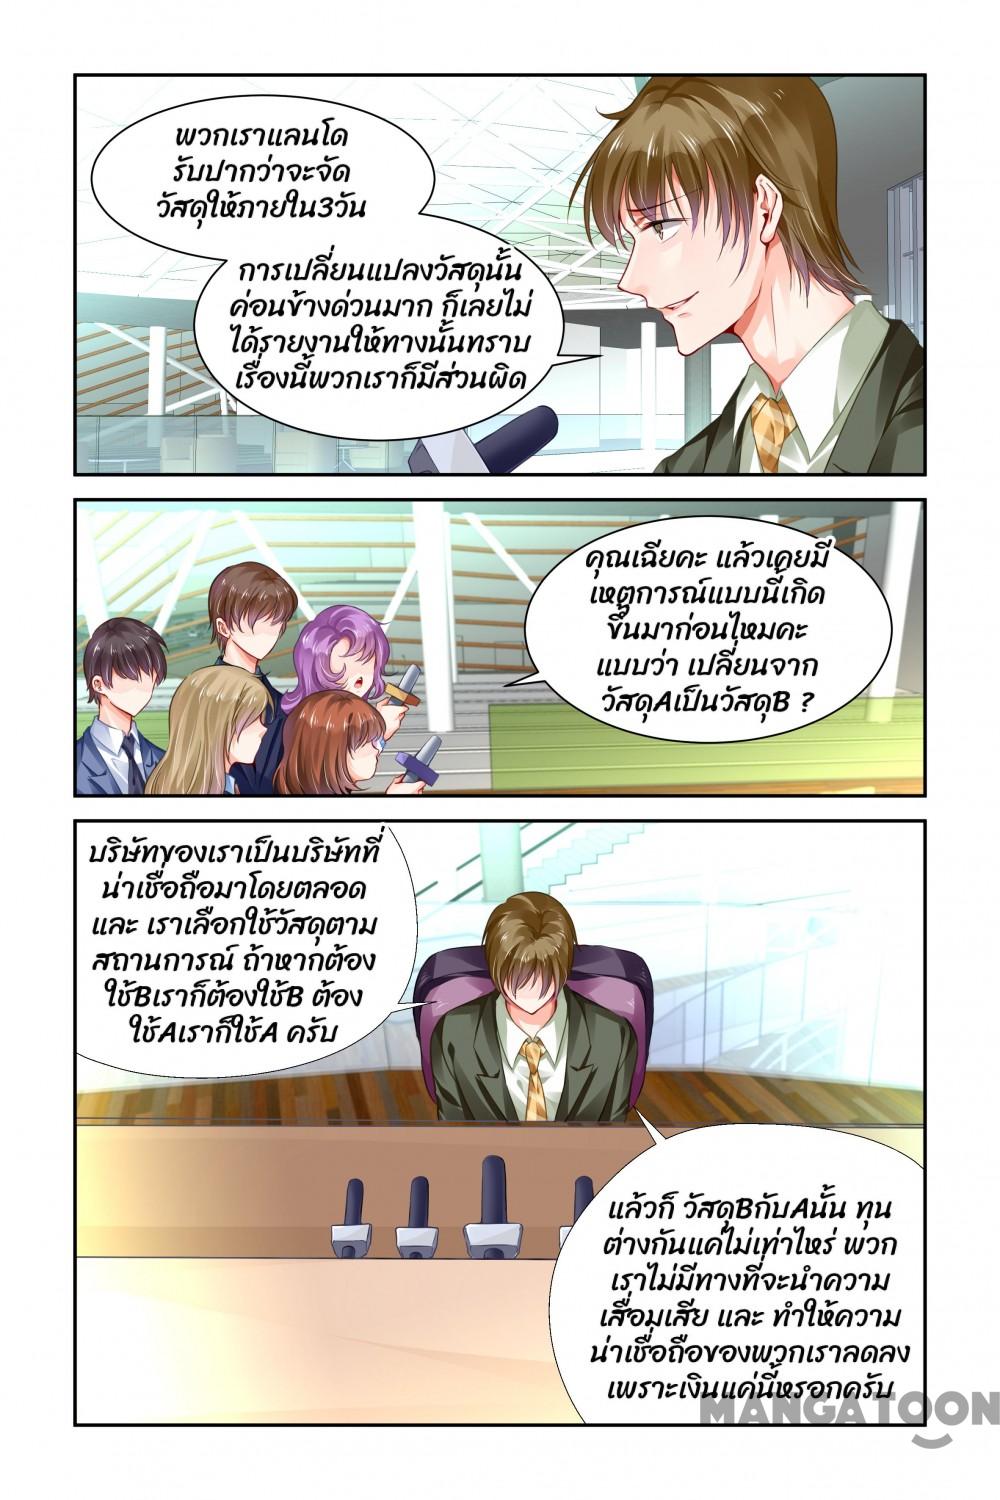 พวกเราแลนโด
รับปากว่าจะจัด
วัสดุให้ภายใน3วัน
การเปลี่ยนแปลงวัสดุนั้น
ค่อนข้างด่วนมาก ก็เลยไม่
ได้รายงานให้ทางนั้นทราบ
เรื่องนี้พวกเราก็มีส่วนผิด
คุณเฉียคะ แล้วเคยมี
เหตุการณ์แบบนี้เกิด
ขึ้นมาก่อนไหมคะ
แบบว่า เปลี่ยนจาก
วัสดุAเป็นวัสดุB ?
บริษัทของเราเป็นบริษัทที่
น่าเชื่อถือมาโดยตลอด
และ เราเลือกใช้วัสดุตาม
สถานการณ์ ถ้าหากต้อง
ใช้Bเราก็ต้องใช้B ต้อง
ใช้Aเราก็ใช้A ครับ
แล้วก็ วัสดุBกับAนั้น ทุน
ต่างกันแค่ไม่เท่าไหร่ พวก
เราไม่มีทางที่จะนำความ
เสื่อมเสีย และ ทำให้ความ
น่าเชื่อถือของพวกเราลดลง
เพราะเงินแค่นี้หรอกครับ
MANGATOON